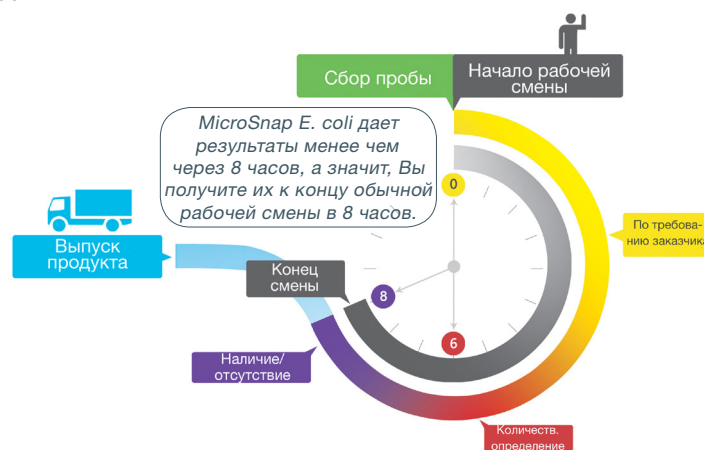 Сбор пробы
Начало рабочей
смены
MicroSnap E. coli дает
результаты менее чем
через 8 часов, а значит, Вы
получите их к концу обычной
рабочей смены в 8 часов.
0
По требова-
нию заказчика
Выпуск
продукта
Конец
смены
8
6
Наличие/
отсутствие
Количеств.
определение